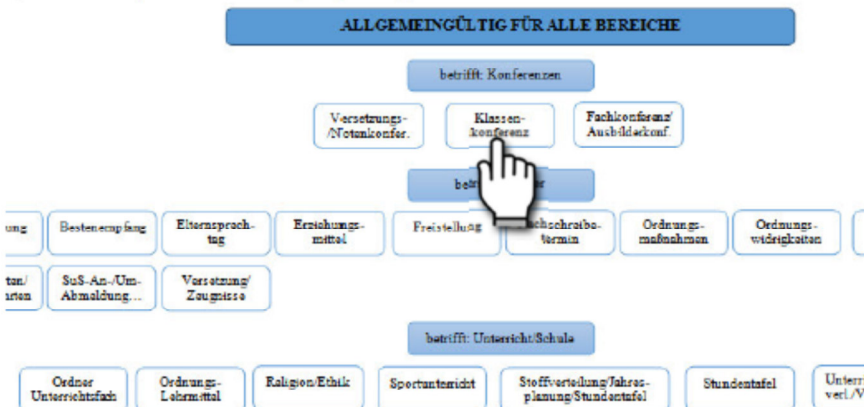 ALLGEMEINGÜLTIG FÜR ALLE BEREICHE
betrifft: Konferenzen
Versetzungs-
/Notenkonfer.
Klassen-
konferenz
Fachkonferenz/
Ausbilderkonf.
Bestenempfang
Elternsprech-
tag
Erziehungs-
mittel
Freistellung
termin
Ordnungs-
maßnahmen
Ordnungs-
widrigkeiten
SuS-An-/Um-
Abmeldung...
Versetzung/
Zeugnisse
betrifft: Unterricht/Schule
Ordner
Unterrichtsfach
Ordnungs-
Lehrmittel
Religion/Ethik
Sportunterricht
Stoffverteilung/Jahres-
planung/Stundentafel
Stundentafel